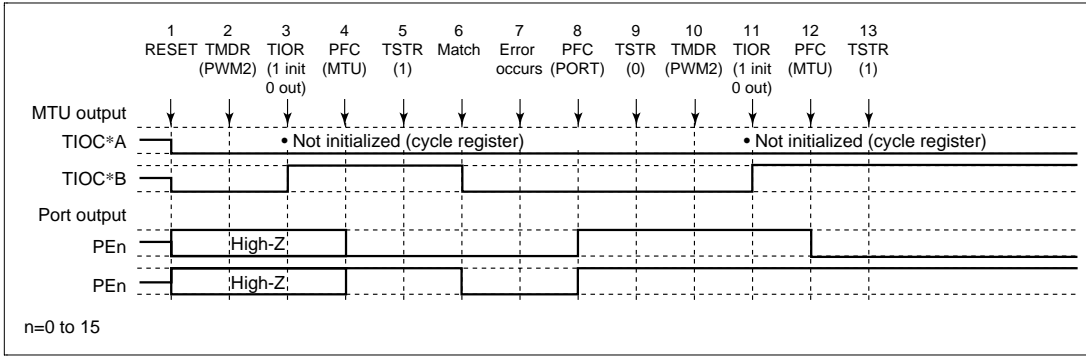 1 2 3 4 5 6 7 8 9 10 11 12 13
RESET TMDR TIOR PFC TSTR Match Error PFC TSTR TMDR TIOR PFC TSTR
(PWM2) (1 init (MTU) (1) occurs (PORT) (0) (PWM2) (1 init (MTU) (1)
0 out) 0 out)
MTU output
TIOC*A • Not initialized (cycle register) • Not initialized (cycle register)
TIOC*B
Port output
PEn High-Z
PEn High-Z
n=0 to 15